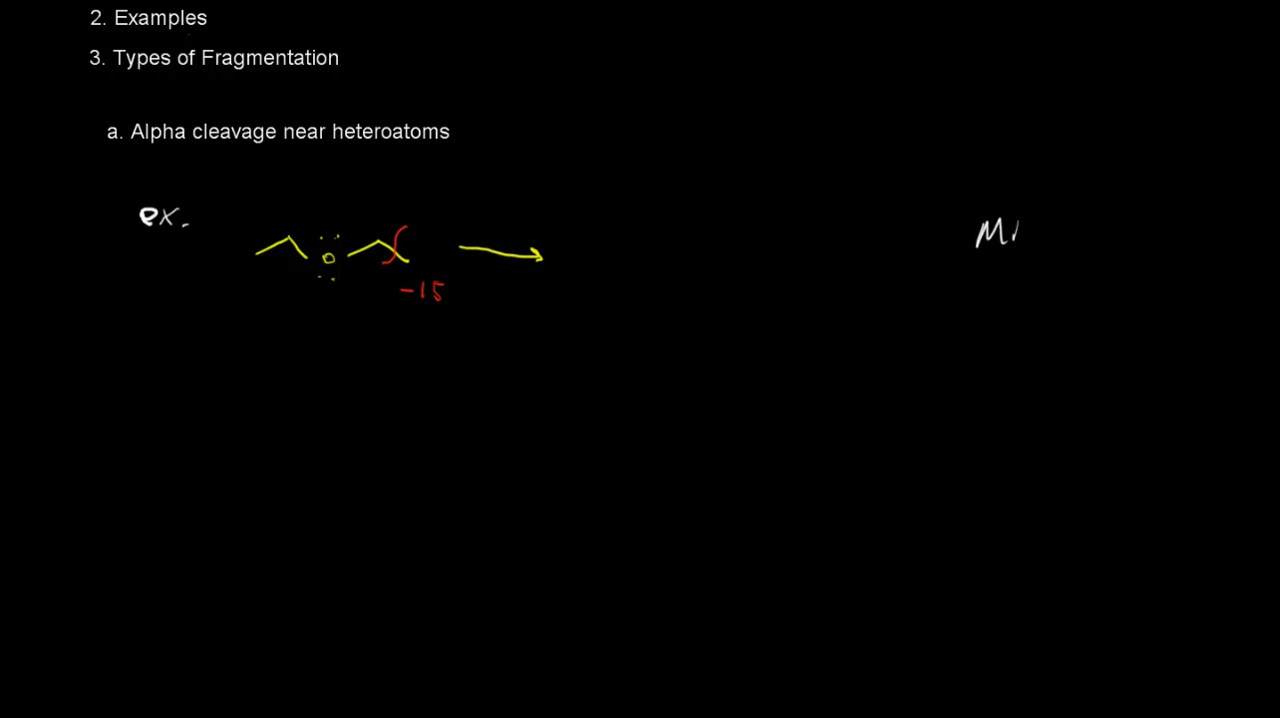 2. Examples
3. Types of Fragmentation
a. Alpha cleavage near heteroatoms
ex.
O
-15